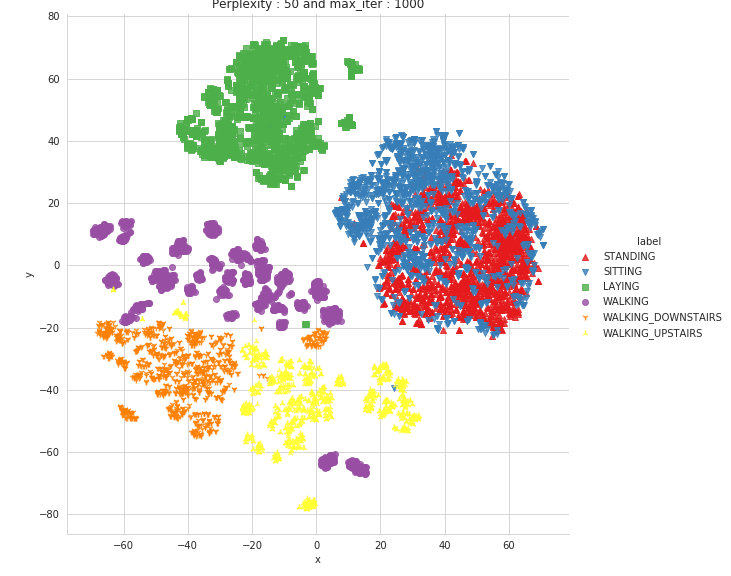 Perplexity : 50 and max_iter : 1000
80
60
40
20
0
−20
−40
−60
−80
y
−60
−40
−20
0
20
40
60
x
label
STANDING
SITTING
LAYING
WALKING
WALKING_DOWNSTAIRS
WALKING_UPSTAIRS